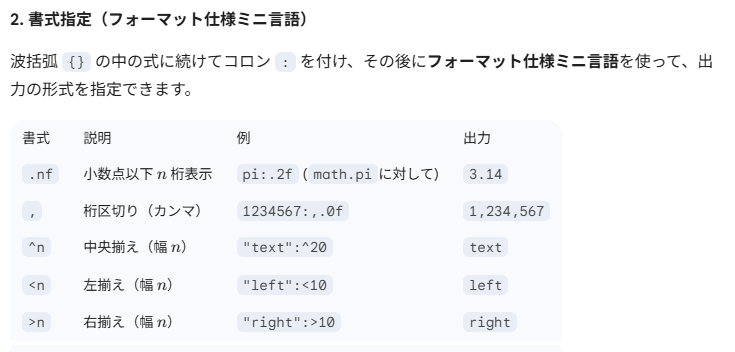 2. 書式指定（フォーマット仕様ミニ言語）
波括弧 {} の中の式に続けてコロン : を付け、その後にフォーマット仕様ミニ言語を使って、出
力の形式を指定できます。
書式 説明 例 出力
.nf 小数点以下 n 桁表示 pi:.2f ( math.pi に対して) 3.14
, 桁区切り（カンマ） 1234567:,.0f 1,234,567
^n 中央揃え（幅 n） "text":^20 text
<n 左揃え（幅 n） "left":<10 left
>n 右揃え（幅 n） "right":>10 right